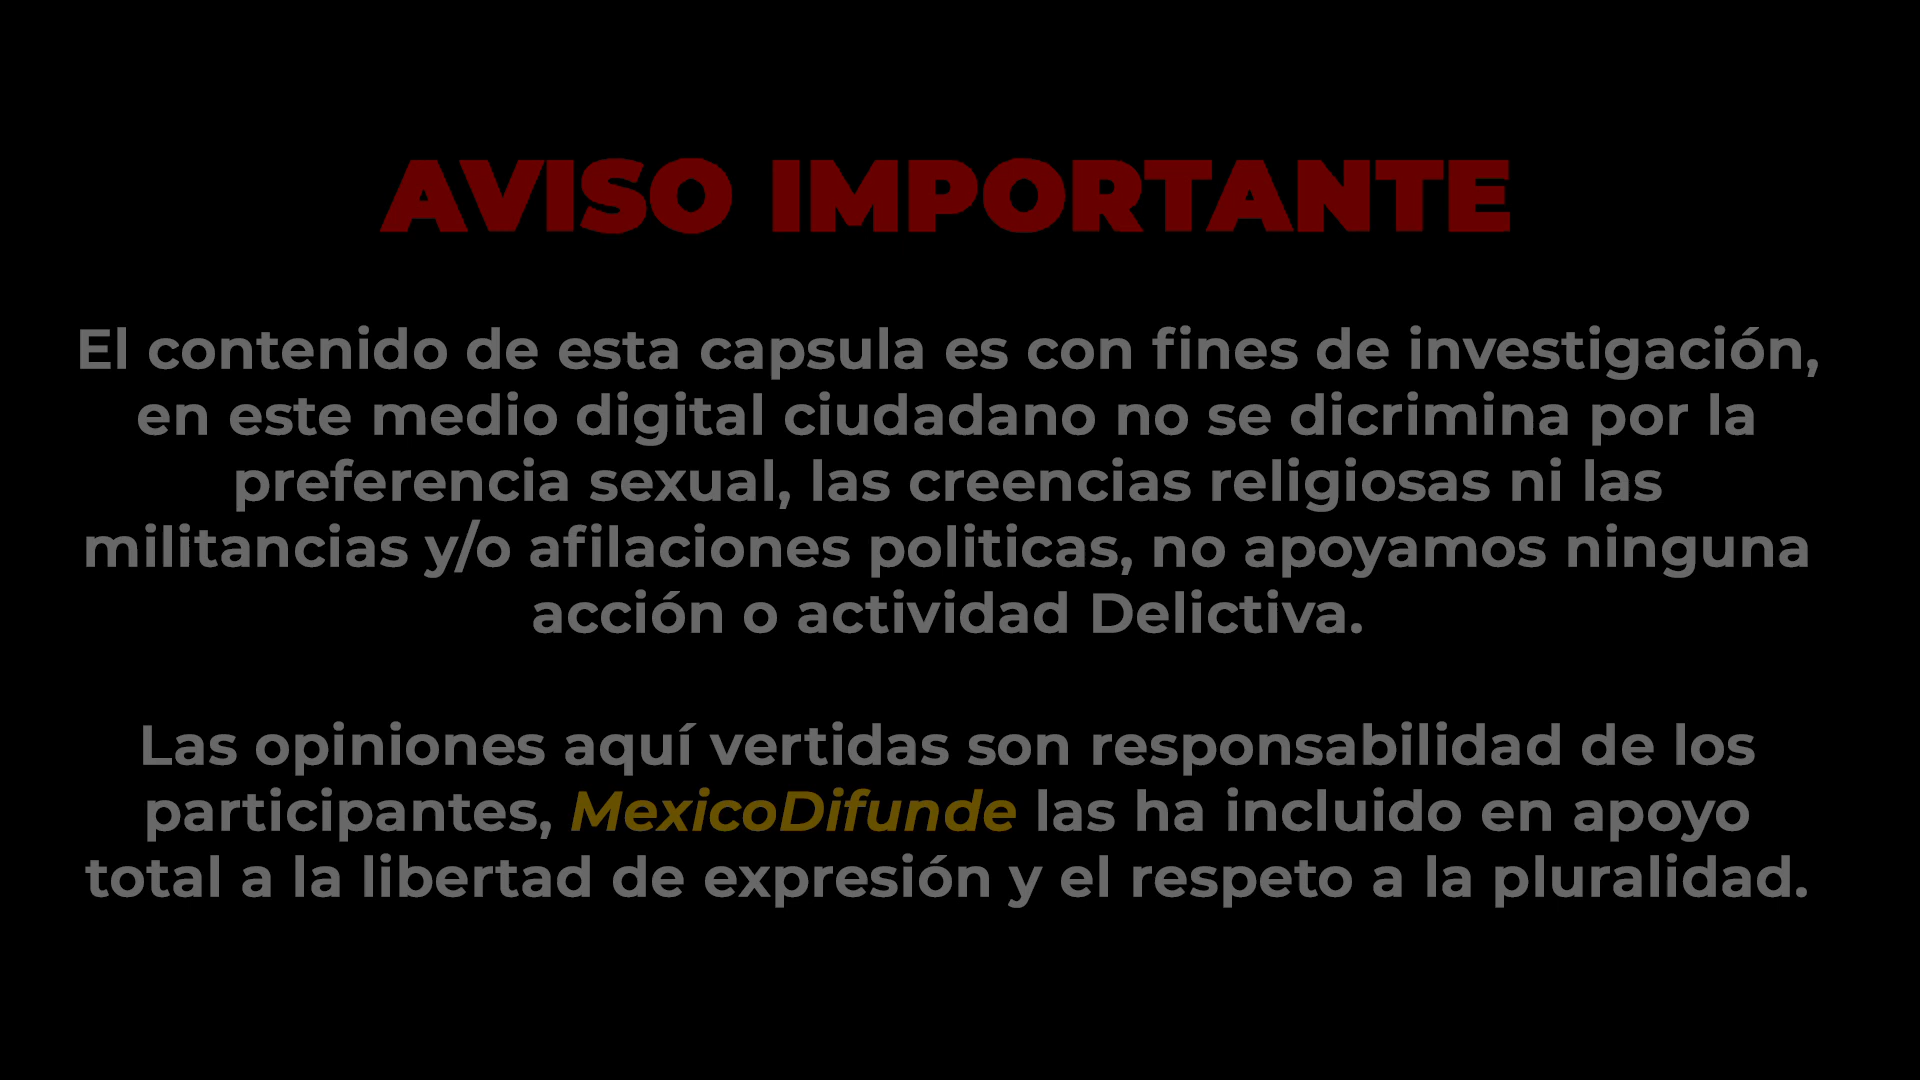 AVISO IMPORTANTE
El contenido de esta capsula es con fines de investigación,
en este medio digital ciudadano no se dicrimina por la
preferencia sexual, las creencias religiosas ni las
militancias y/o afilaciones politicas, no apoyamos ninguna
acción o actividad Delictiva.
Las opiniones aquí vertidas son responsabilidad de los
participantes, MexicoDifunde las ha incluido en apoyo
total a la libertad de expresión y el respeto a la pluralidad.